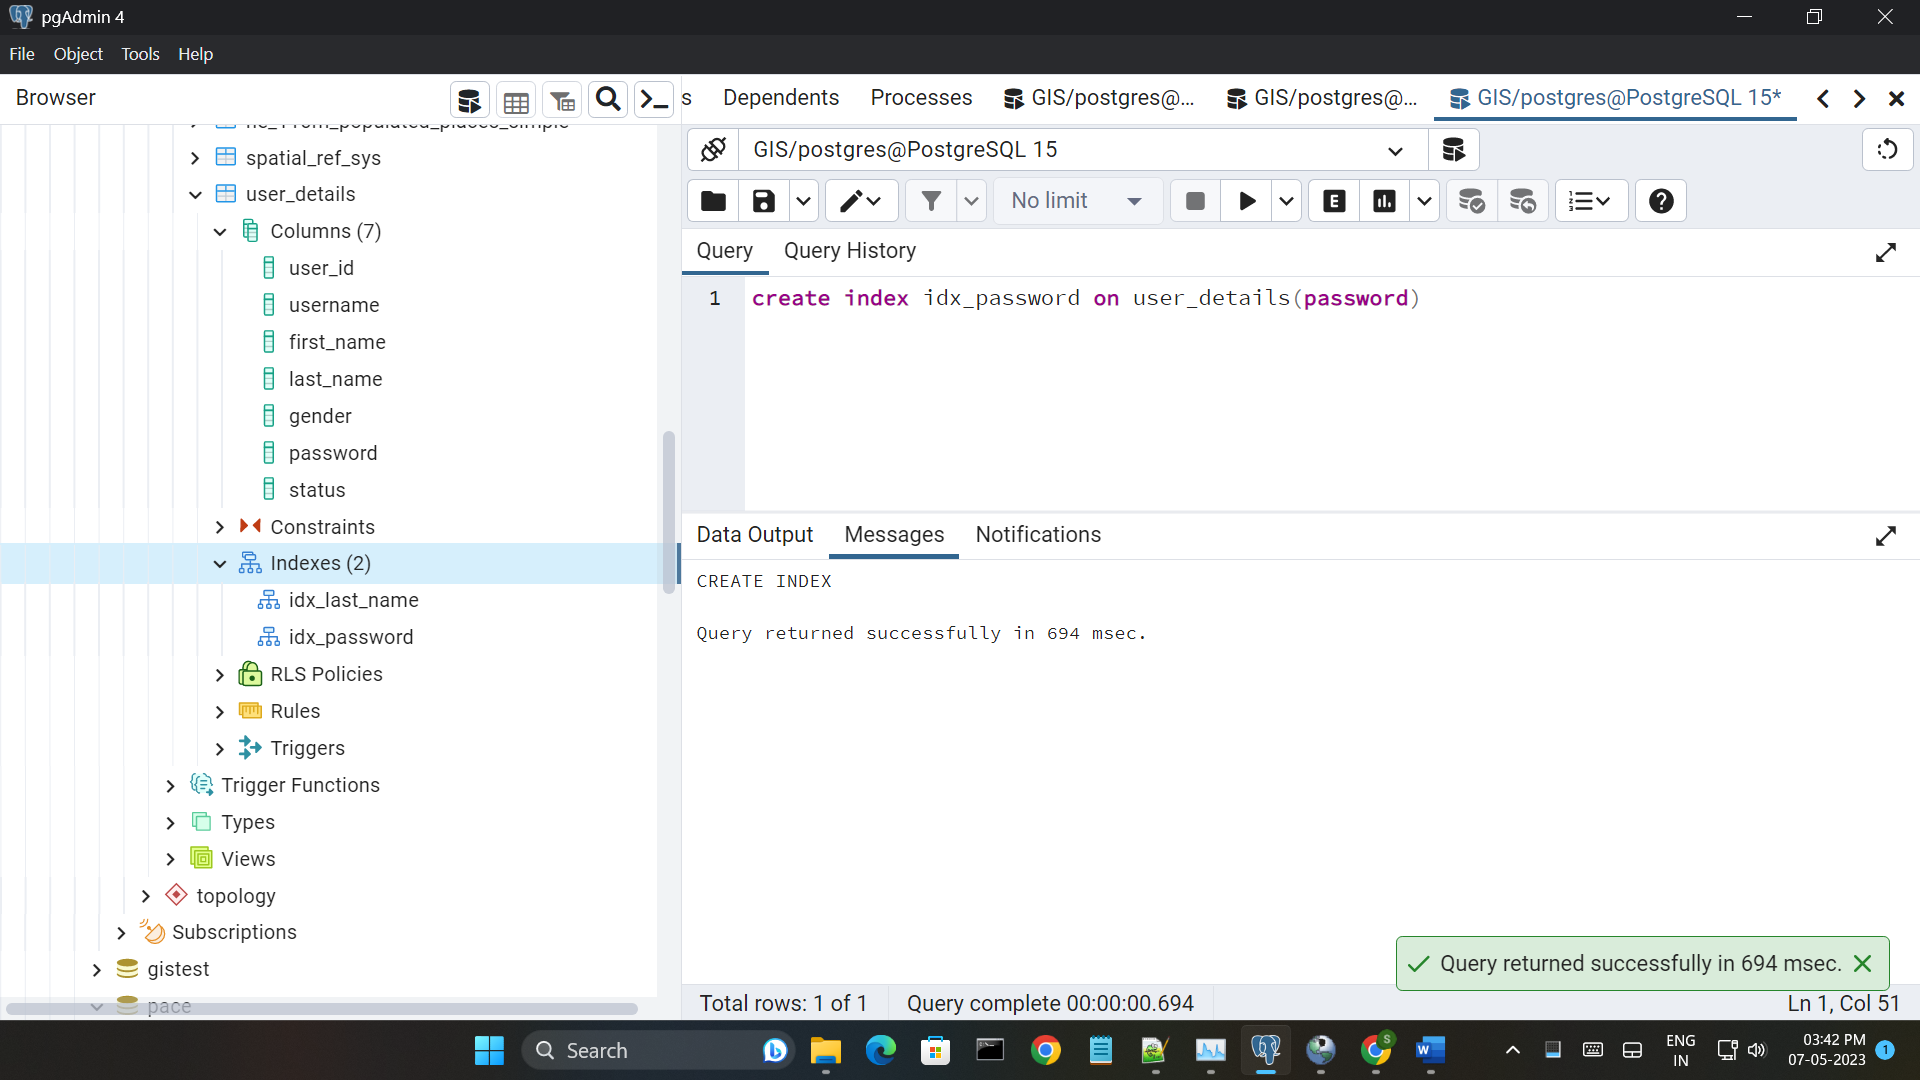 pgAdmin 4
File Object Tools Help
Browser
s Dependents Processes GIS/postgres@... GIS/postgres@... GIS/postgres@PostgreSQL 15*
spatial_ref_sys
user_details
Columns (7)
user_id
username
first_name
last_name
gender
password
status
Constraints
Indexes (2)
idx_last_name
idx_password
RLS Policies
Rules
Triggers
Trigger Functions
Types
Views
topology
Subscriptions
gistest
pace
GIS/postgres@PostgreSQL 15
No limit
E
Query Query History
1 create index idx_password on user_details(password)
Data Output Messages Notifications
CREATE INDEX
Query returned successfully in 694 msec.
Query returned successfully in 694 msec.
Total rows: 1 of 1 Query complete 00:00:00.694 Ln 1, Col 51
Search
S
W
ENG
IN
03:42 PM
07-05-2023
1